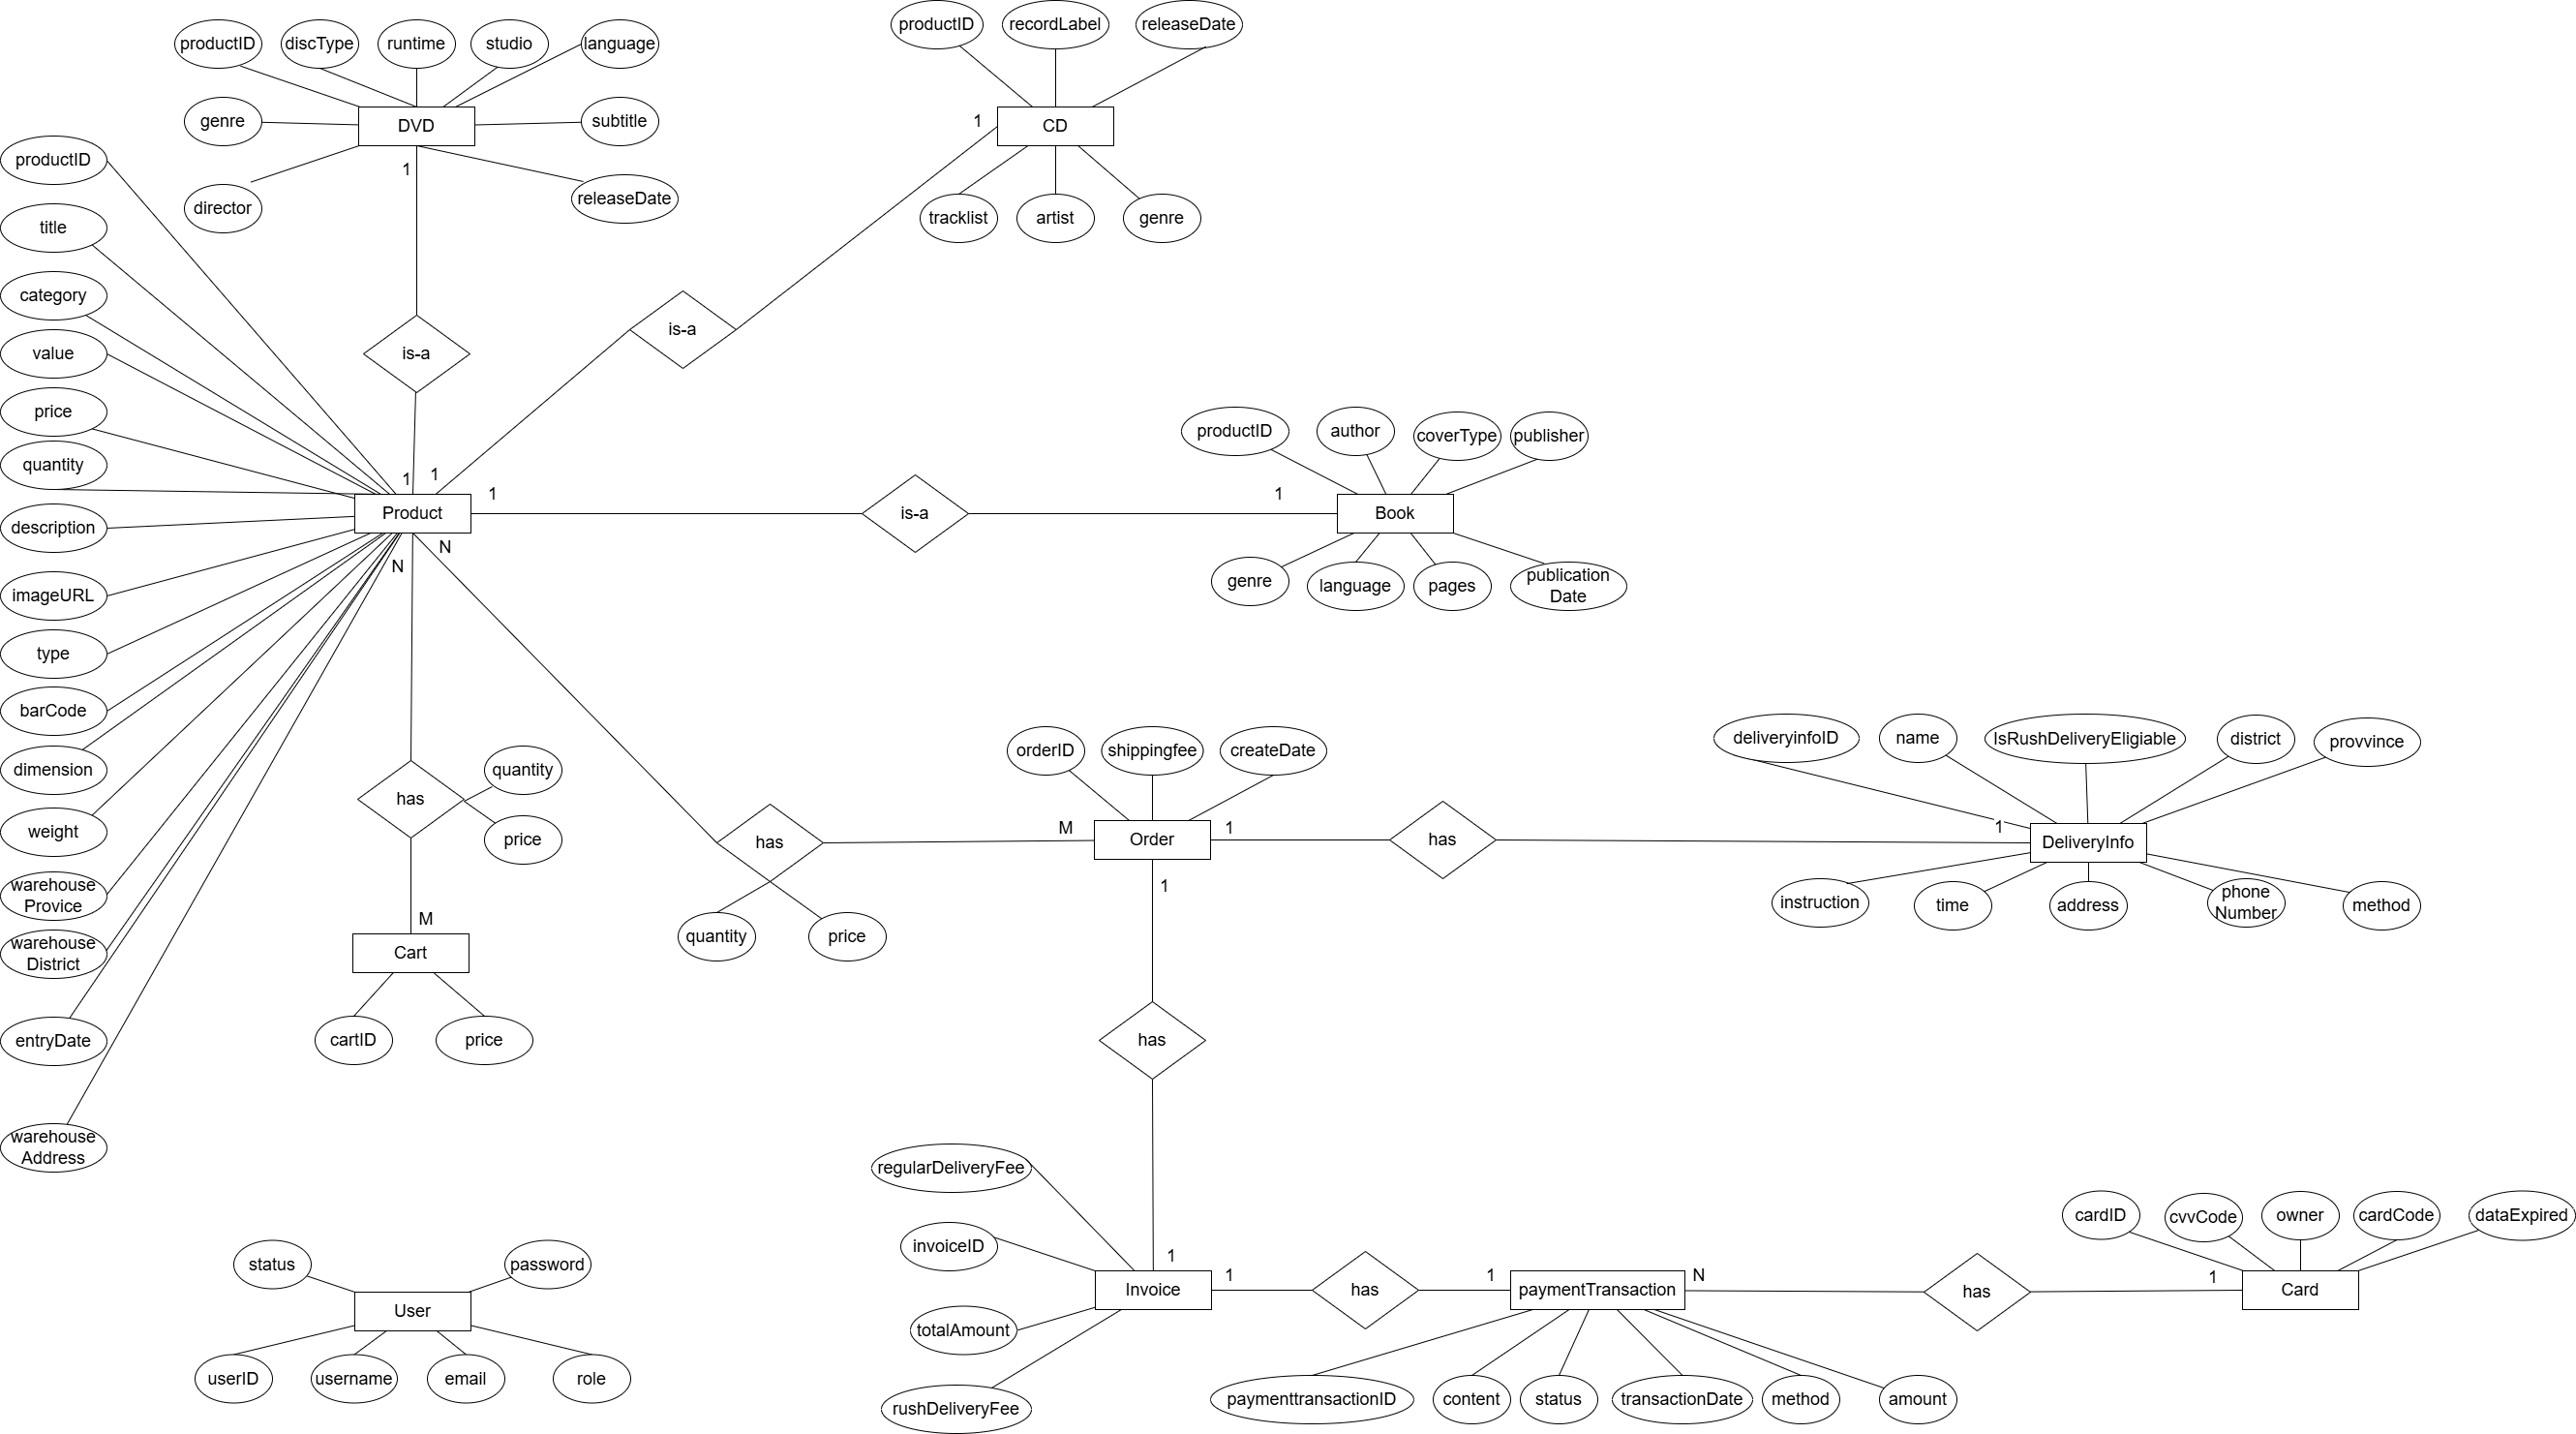 productID
recordLabel
releaseDate
productID
discType
runtime
studio
language
genre
DVD
subtitle
1
CD
productID
1
director
releaseDate
tracklist
artist
genre
title
category
is-a
value
is-a
price
productID
author
coverType
publisher
quantity
1
1
1
1
Product
is-a
Book
description
N
N
genre
language
pages
publication
Date
imageURL
type
barCode
deliveryinfoID
name
IsRushDeliveryEligiable
district
provvince
orderID
shippingfee
createDate
dimension
quantity
has
price
weight
has
M
Order
1
has
1
DeliveryInfo
1
warehouse
Provice
instruction
time
address
phone
Number
method
M
quantity
price
warehouse
District
Cart
entryDate
cartID
price
has
warehouse
Address
regularDeliveryFee
cardID
cvvCode
owner
cardCode
dataExpired
status
password
invoiceID
1
User
Invoice
1
has
1
paymentTransaction
N
has
1
Card
totalAmount
userID
username
email
role
rushDeliveryFee
paymenttransactionID
content
status
transactionDate
method
amount